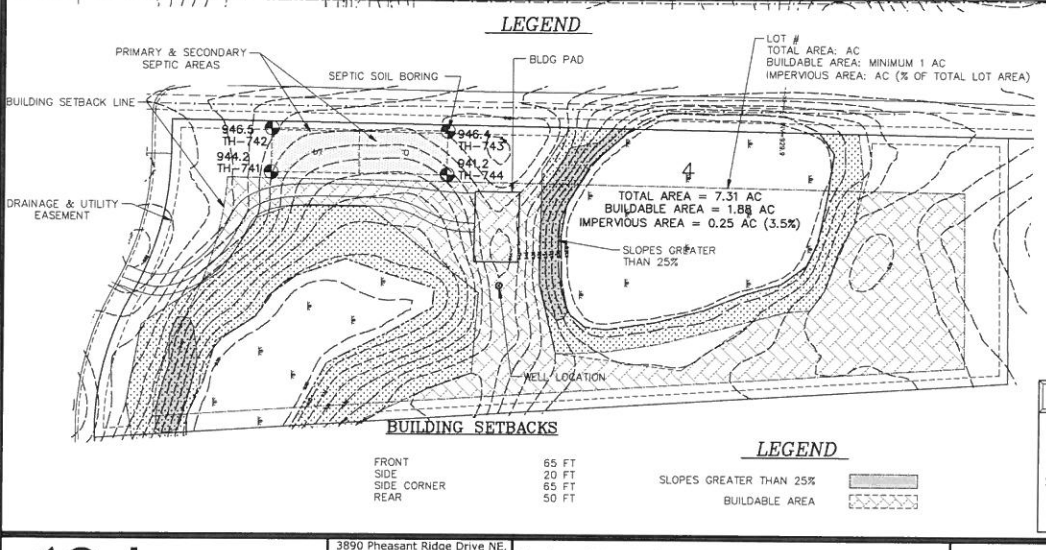 LEGEND
PRIMARY & SECONDARY
SEPTIC AREAS
SEPTIC SOIL BORING
BLDG PAD
LOT #
TOTAL AREA: AC
BUILDABLE AREA: MINIMUM 1 AC
IMPERVIOUS AREA: AC (% OF TOTAL LOT AREA)
BUILDING SETBACK LINE
946.5
TH-742
944.2
TH-741
946.4
TH-743
941.2
TH-744
DRAINAGE & UTILITY
EASEMENT
4
TOTAL AREA = 7.31 AC
BUILDABLE AREA = 1.88 AC
IMPERVIOUS AREA = 0.25 AC (3.5%)
SLOPES GREATER
THAN 25%
WELL LOCATION
BUILDING SETBACKS
FRONT 65 FT
SIDE 20 FT
SIDE CORNER 65 FT
REAR 50 FT
LEGEND
SLOPES GREATER THAN 25%
BUILDABLE AREA
3890 Pheasant Ridge Drive NE,